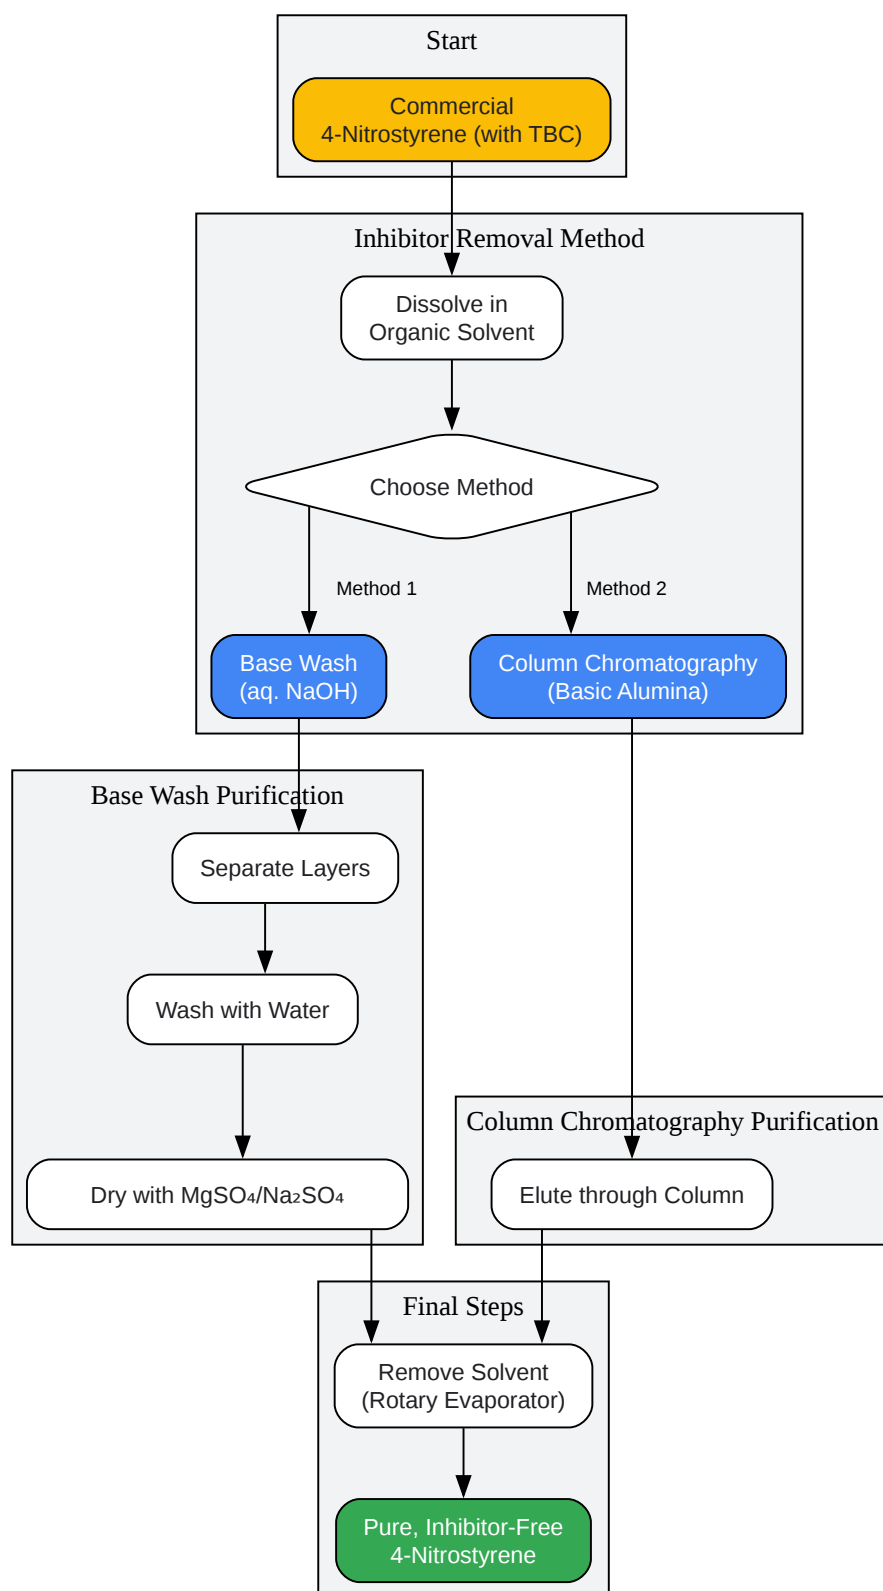 Start
Commercial
4-Nitrostyrene (with TBC)
Inhibitor Removal Method
Dissolve in
Organic Solvent
Choose Method
Method 1
Method 2
Base Wash
(aq. NaOH)
Column Chromatography
(Basic Alumina)
Base Wash Purification
Separate Layers
Wash with Water
Dry with MgSO₄/Na₂SO₄
Column Chromatography Purification
Elute through Column
Final Steps
Remove Solvent
(Rotary Evaporator)
Pure, Inhibitor-Free
4-Nitrostyrene